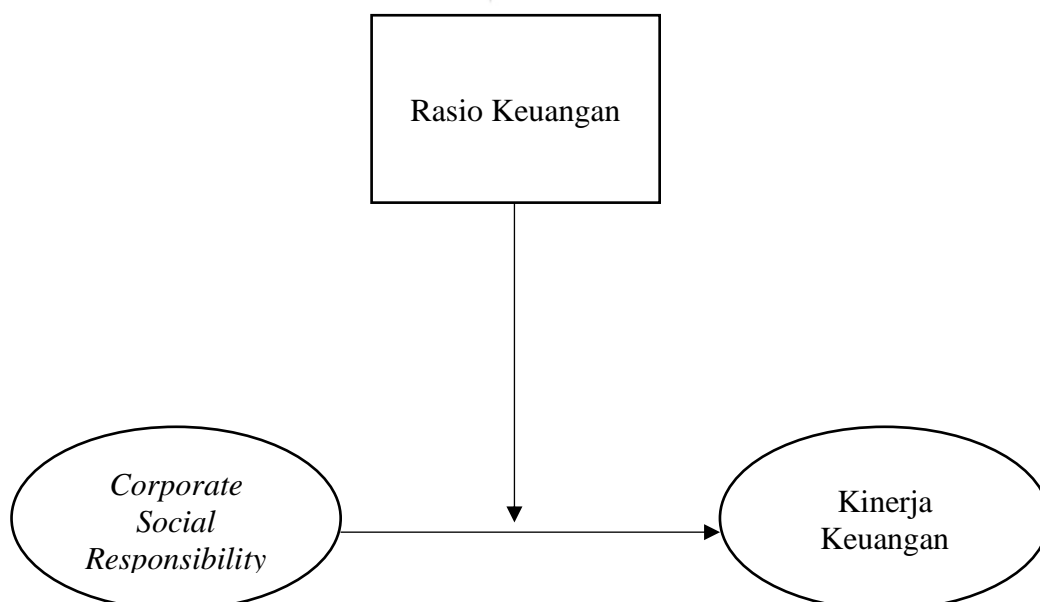 Rasio Keuangan
Corporate
Social
Responsibility
Kinerja
Keuangan